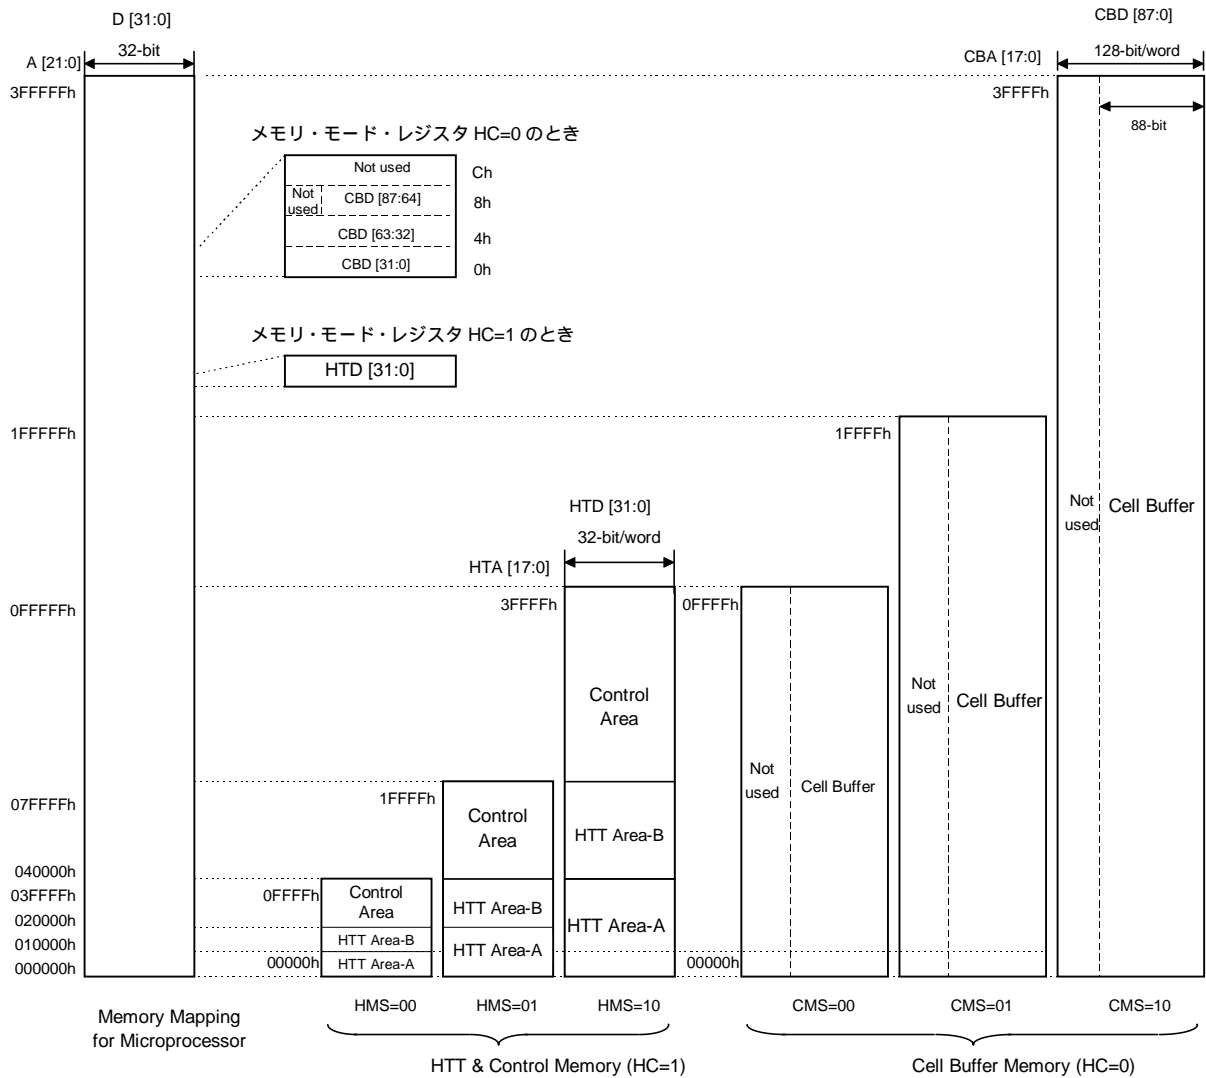 D [31:0]
32-bit
A [21:0]
3FFFFFh
CBD [87:0]
128-bit/word
CBA [17:0]
3FFFFh
88-bit
メモリ・モード・レジスタ HC=0 のとき
Not used
Ch
Not
used
CBD [87:64]
8h
CBD [63:32]
4h
CBD [31:0]
0h
メモリ・モード・レジスタ HC=1 のとき
HTD [31:0]
1FFFFFh
1FFFFh
HTD [31:0]
32-bit/word
HTA [17:0]
Not
used
Cell Buffer
0FFFFFh
3FFFFh
0FFFFh
Control
Area
Not
used
Cell Buffer
Not
used
Cell Buffer
07FFFFh
1FFFFh
Control
Area
HTT Area-B
040000h
03FFFFh
020000h
010000h
000000h
0FFFFh
Control
Area
HTT Area-B
HTT Area-A
00000h
HTT Area-B
HTT Area-A
HTT Area-A
00000h
HMS=00
HMS=01
HMS=10
CMS=00
CMS=01
CMS=10
Memory Mapping
for Microprocessor
HTT & Control Memory (HC=1)
Cell Buffer Memory (HC=0)